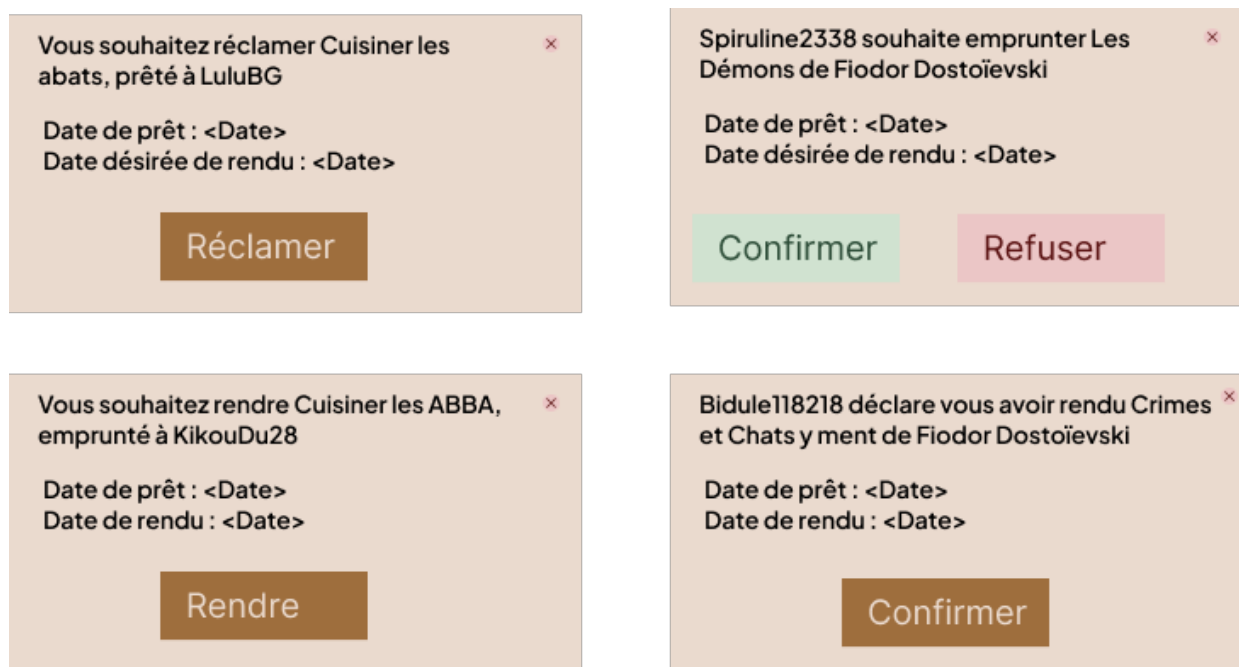 Vous souhaitez réclamer Cuisiner les
abats, prêté à LuluBG
Date de prêt : <Date>
Date désirée de rendu : <Date>
Réclamer
Spiruline2338 souhaite emprunter Les
Démons de Fiodor Dostoïevski
Date de prêt : <Date>
Date désirée de rendu : <Date>
Confirmer
Refuser
Vous souhaitez rendre Cuisiner les ABBA,
emprunté à KikouDu28
Date de prêt : <Date>
Date de rendu : <Date>
Rendre
Bidule118218 déclare vous avoir rendu Crimes
et Chats y ment de Fiodor Dostoïevski
Date de prêt : <Date>
Date de rendu : <Date>
Confirmer